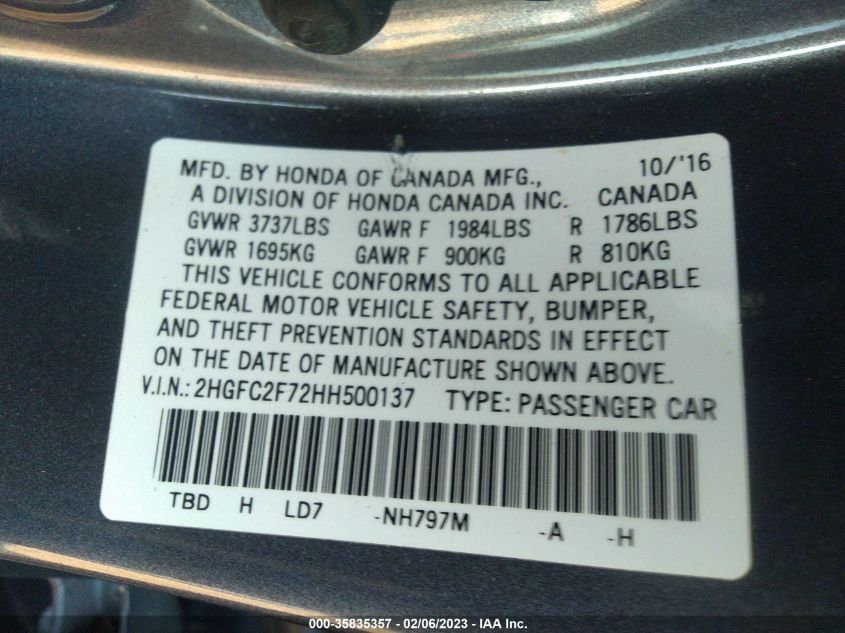 MFD. BY HONDA OF CANADA MFG., 10/'16
A DIVISION OF HONDA CANADA INC. CANADA
GVWR 3737LBS GAWR F 1984LBS R 1786LBS
GVWR 1695KG GAWR F 900KG R 810KG
THIS VEHICLE CONFORMS TO ALL APPLICABLE
FEDERAL MOTOR VEHICLE SAFETY, BUMPER,
AND THEFT PREVENTION STANDARDS IN EFFECT
ON THE DATE OF MANUFACTURE SHOWN ABOVE.
V.I.N.: 2HGFC2F72HH500137 TYPE: PASSENGER CAR
TBD H LD7 -NH797M -A -H
000-35835357 - 02/06/2023 - IAA Inc.